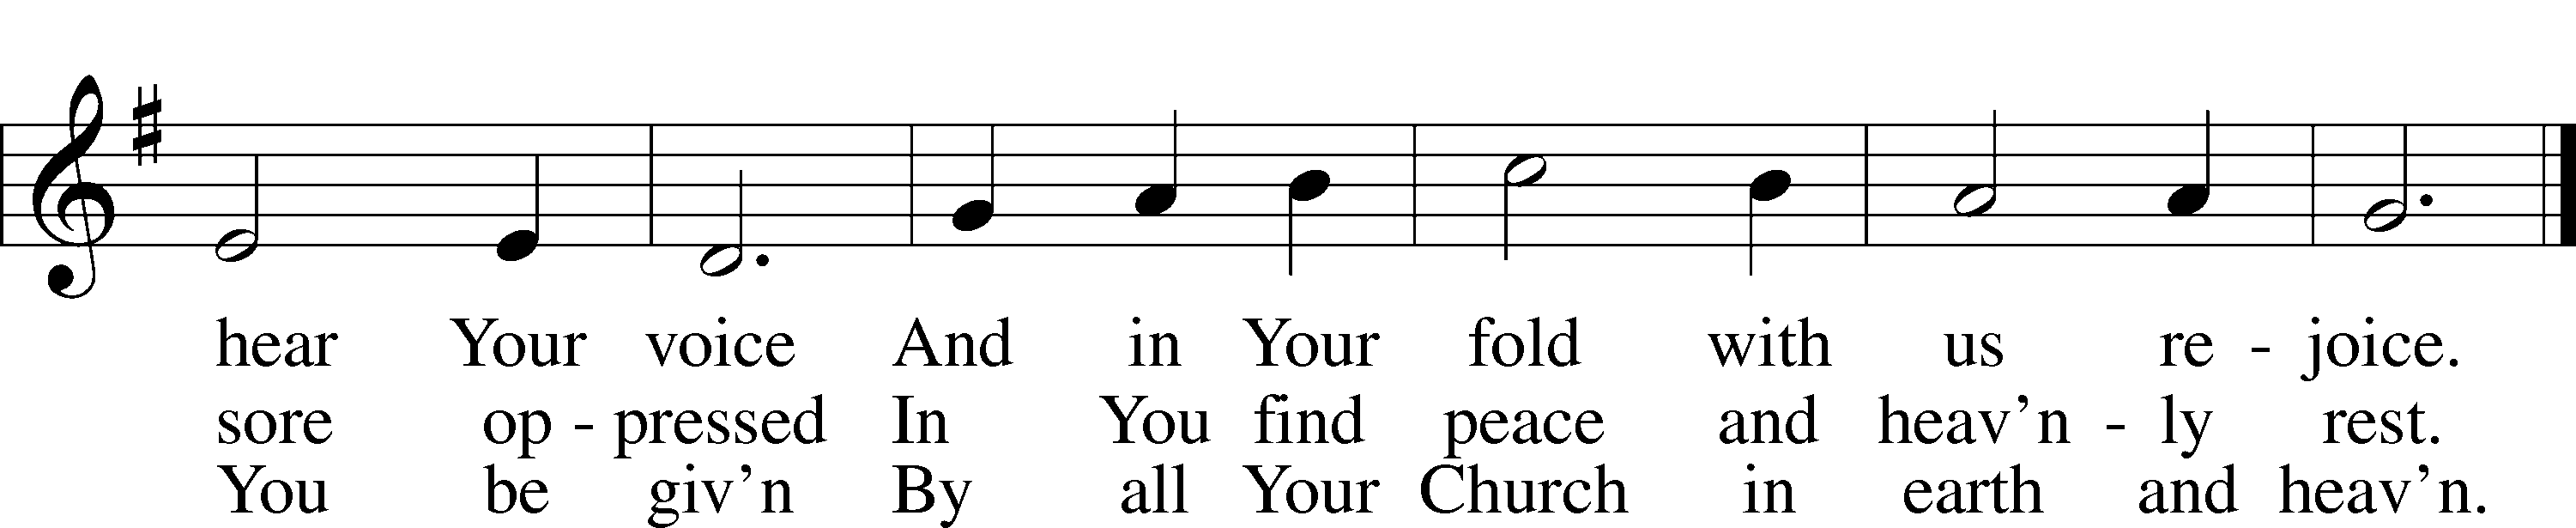 hear Your voice And in Your fold with us re - joice.
sore op - pressed In You find peace and heav’n - ly rest.
You be giv’n By all Your Church in earth and heav’n.